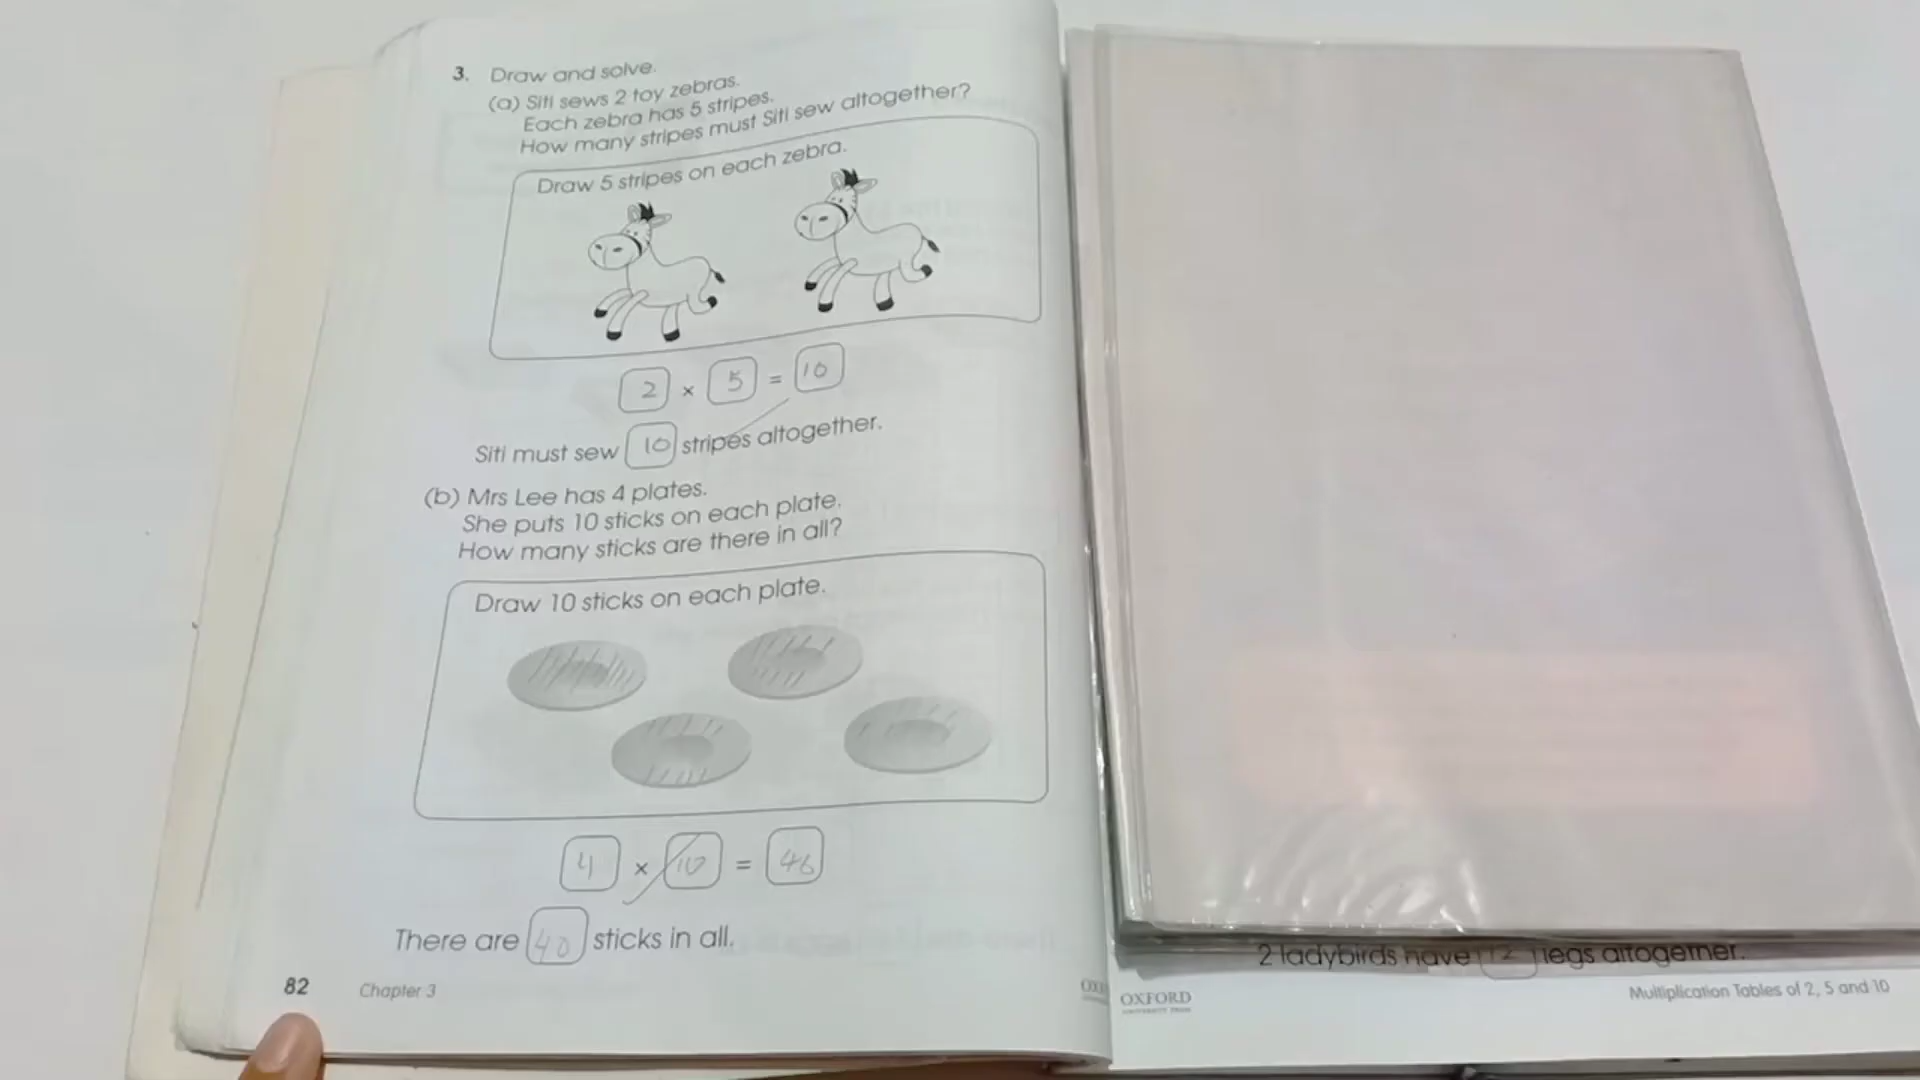 3. Draw and solve.
(a) Siti sews 2 toy zebras.
Each zebra has 5 stripes.
How many stripes must Siti sew altogether?
Draw 5 stripes on each zebra.
2 × 5 = 10
Siti must sew 10 stripes altogether.
(b) Mrs Lee has 4 plates.
She puts 10 sticks on each plate.
How many sticks are there in all?
Draw 10 sticks on each plate.
4 × 10 = 40
There are 40 sticks in all.
82 Chapter 3
2 ladybirds have 12 legs altogether.
OXFORD
UNIVERSITY PRESS
Multiplication Tables of 2, 5 and 10